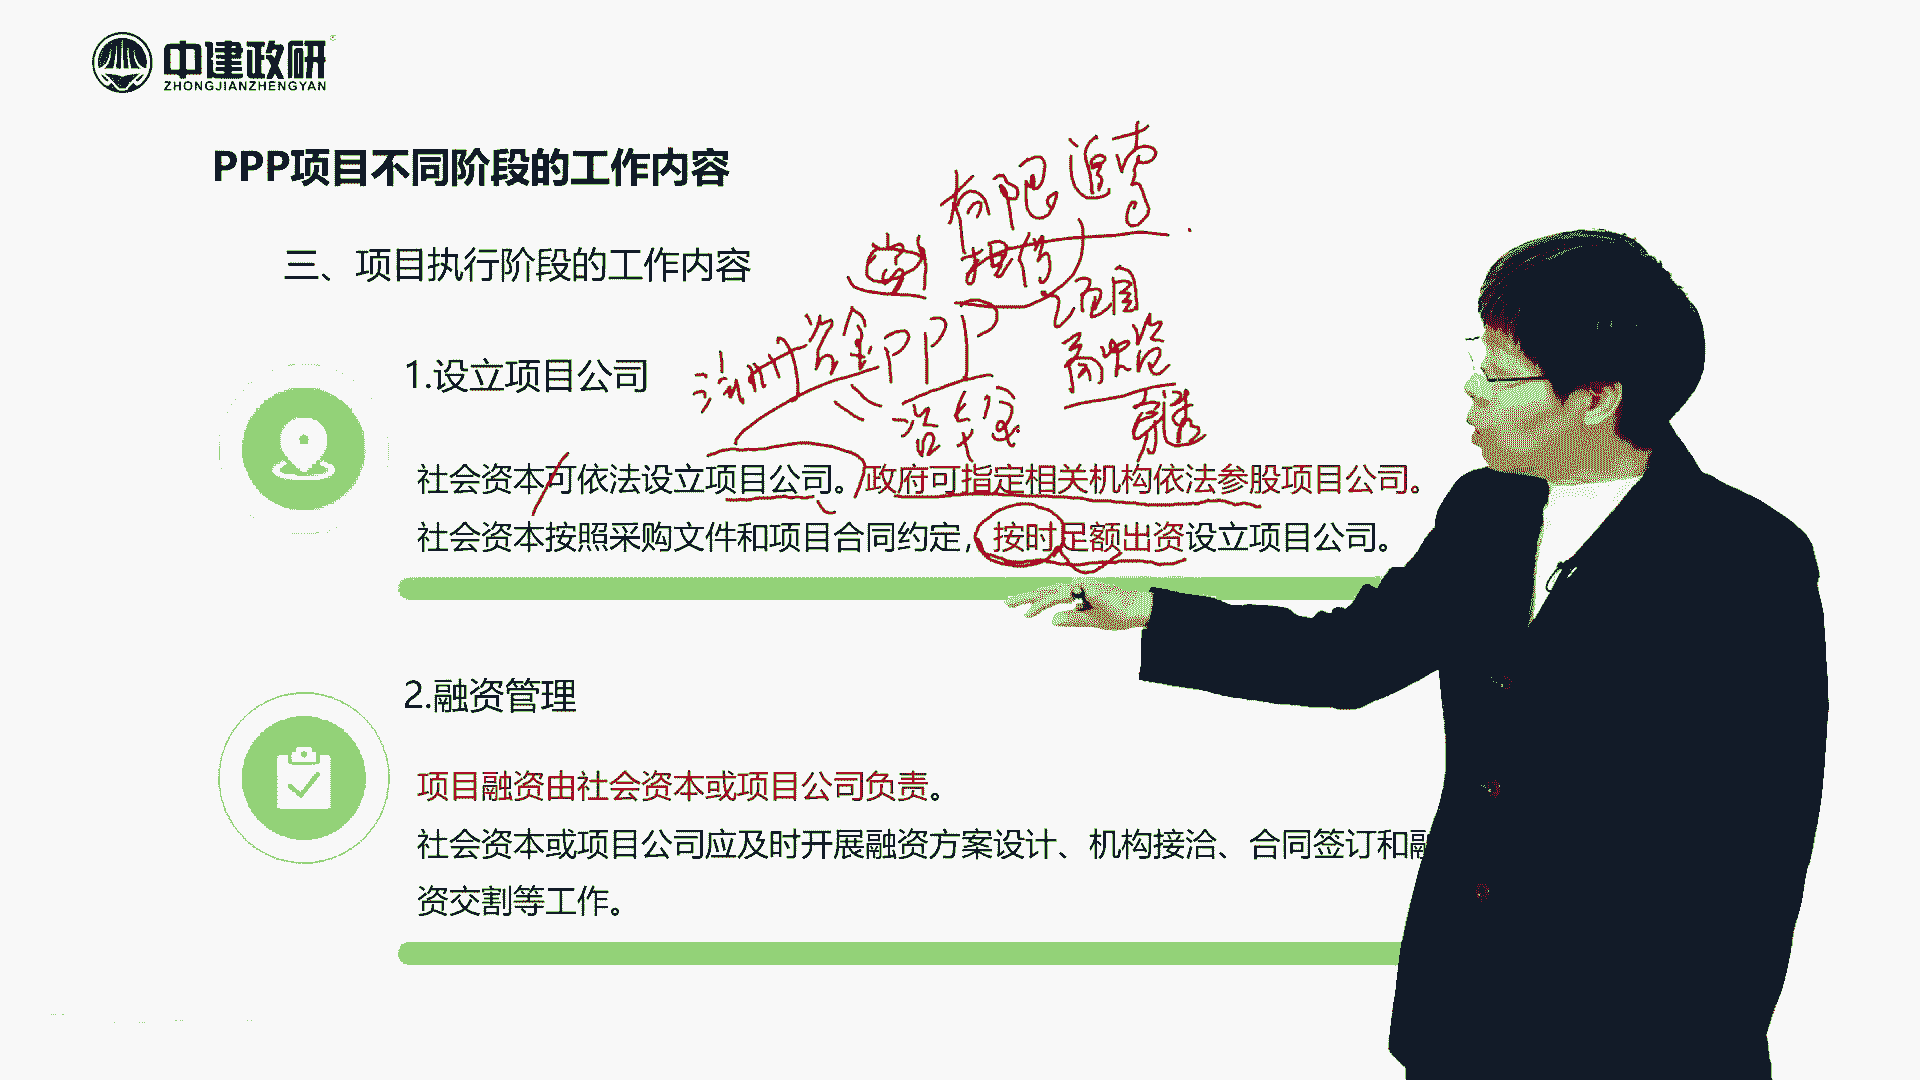 中建政研
ZHONGJIANZHENGYAN
PPP项目不同阶段的工作内容
有限追索
担保
三、项目执行阶段的工作内容
项目
注册资金 PPP
融资
1.设立项目公司
社会资本可依法设立项目公司。政府可指定相关机构依法参股项目公司。
社会资本按照采购文件和项目合同约定，按时足额出资设立项目公司。
2.融资管理
项目融资由社会资本或项目公司负责。
社会资本或项目公司应及时开展融资方案设计、机构接洽、合同签订和融
资交割等工作。